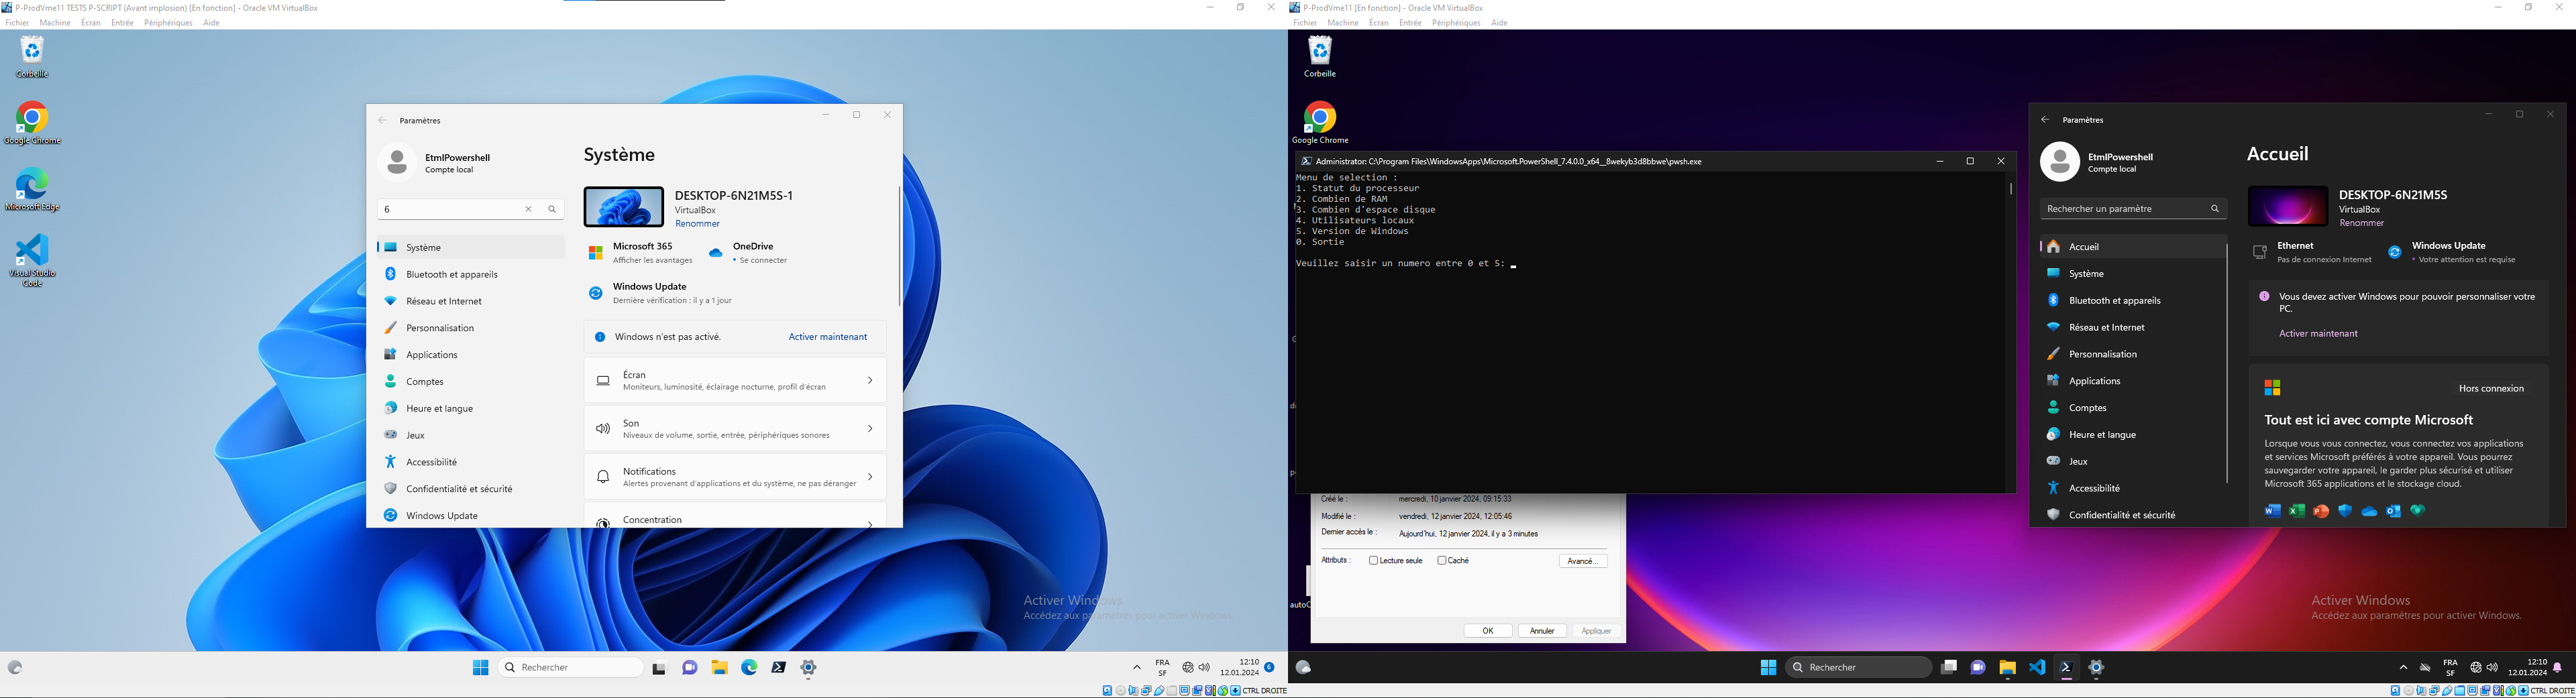 P-ProdVme11 TESTS P-SCRIPT (Avant implosion) [En fonction] - Oracle VM VirtualBox
Fichier Machine Écran Entrée Périphériques Aide
Corbeille
Google Chrome
Microsoft Edge
Visual Studio
Code
Paramètres
EtmlPowershell
Compte local
6
Système
Bluetooth et appareils
Réseau et Internet
Personnalisation
Applications
Comptes
Heure et langue
Jeux
Accessibilité
Confidentialité et sécurité
Windows Update
Système
DESKTOP-6N21M5S-1
VirtualBox
Renommer
Microsoft 365
Afficher les avantages
OneDrive
• Se connecter
Windows Update
Dernière vérification : il y a 1 jour
Windows n'est pas activé.
Activer maintenant
Écran
Moniteurs, luminosité, éclairage nocturne, profil d'écran
Son
Niveaux de volume, sortie, entrée, périphériques sonores
Notifications
Alertes provenant d'applications et du système, ne pas déranger
Concentration
Activer Windows
Accédez aux paramètres pour activer Windows.
Rechercher
FRA
SF
12:10
12.01.2024
6
CTRL DROITE
P-ProdVme11 [En fonction] - Oracle VM VirtualBox
Fichier Machine Écran Entrée Périphériques Aide
Corbeille
Google Chrome
Administrator: C:\Program Files\WindowsApps\Microsoft.PowerShell_7.4.0.0_x64__8wekyb3d8bbwe\pwsh.exe
Menu de selection :
1. Statut du processeur
2. Combien de RAM
3. Combien d'espace disque
4. Utilisateurs locaux
5. Version de Windows
0. Sortie
Veuillez saisir un numero entre 0 et 5:
Créé le : mercredi, 10 janvier 2024, 09:15:33
Modifié le : vendredi, 12 janvier 2024, 12:05:46
Dernier accès le : Aujourd'hui, 12 janvier 2024, il y a 3 minutes
Attributs : Lecture seule Caché Avancé...
OK Annuler Appliquer
Paramètres
EtmlPowershell
Compte local
Rechercher un paramètre
Accueil
Système
Bluetooth et appareils
Réseau et Internet
Personnalisation
Applications
Comptes
Heure et langue
Jeux
Accessibilité
Confidentialité et sécurité
Accueil
DESKTOP-6N21M5S
VirtualBox
Renommer
Ethernet
Pas de connexion Internet
Windows Update
• Votre attention est requise
Vous devez activer Windows pour pouvoir personnaliser votre
PC.
Activer maintenant
Hors connexion
Tout est ici avec compte Microsoft
Lorsque vous vous connectez, vous connectez vos applications
et services Microsoft préférés à votre appareil. Vous pourrez
sauvegarder votre appareil, le garder plus sécurisé et utiliser
Microsoft 365 applications et le stockage cloud.
Activer Windows
Accédez aux paramètres pour activer Windows.
Rechercher
FRA
SF
12:10
12.01.2024
CTRL DROITE